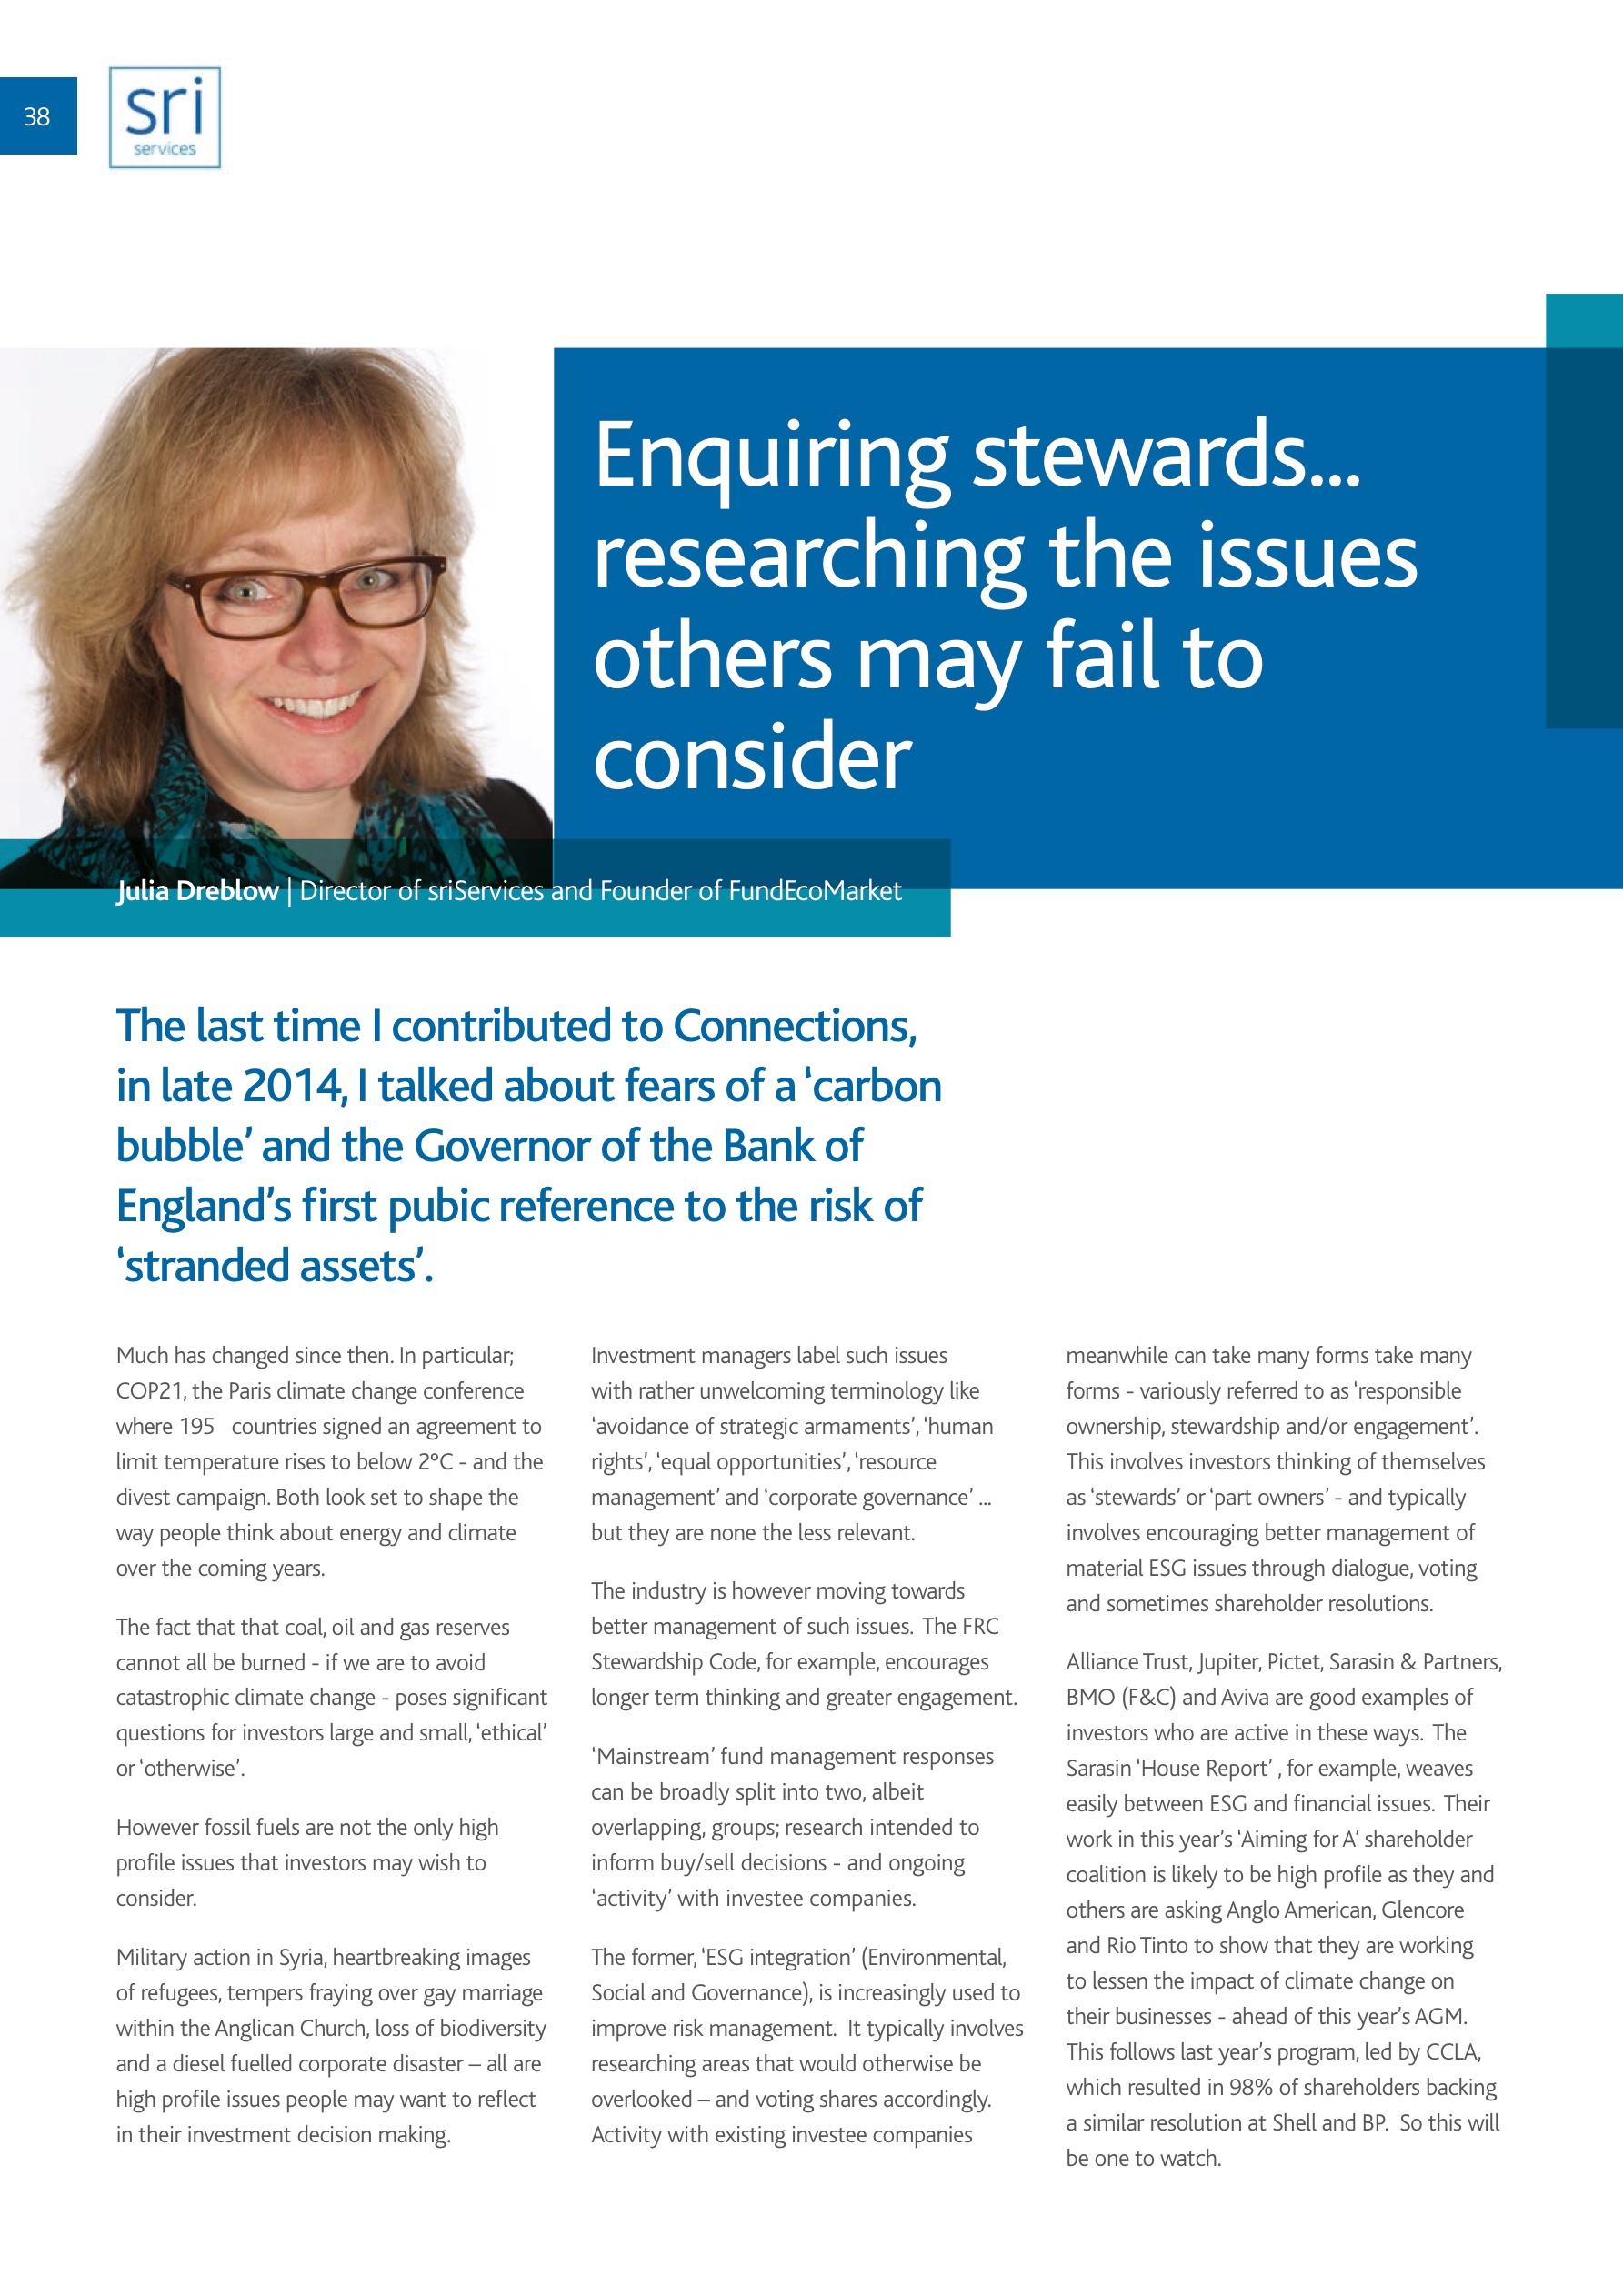 38
sri
services
Enquiring stewards...
researching the issues
others may fail to
consider
Julia Dreblow | Director of sriServices and Founder of FundEcoMarket
The last time I contributed to Connections,
in late 2014, I talked about fears of a ‘carbon
bubble’ and the Governor of the Bank of
England’s first pubic reference to the risk of
‘stranded assets’.
Much has changed since then. In particular;
COP21, the Paris climate change conference
where 195   countries signed an agreement to
limit temperature rises to below 2°C - and the
divest campaign. Both look set to shape the
way people think about energy and climate
over the coming years.
The fact that that coal, oil and gas reserves
cannot all be burned - if we are to avoid
catastrophic climate change - poses significant
questions for investors large and small, ‘ethical’
or ‘otherwise’.
However fossil fuels are not the only high
profile issues that investors may wish to
consider.
Military action in Syria, heartbreaking images
of refugees, tempers fraying over gay marriage
within the Anglican Church, loss of biodiversity
and a diesel fuelled corporate disaster – all are
high profile issues people may want to reflect
in their investment decision making.
Investment managers label such issues
with rather unwelcoming terminology like
‘avoidance of strategic armaments’, ‘human
rights’, ‘equal opportunities’, ‘resource
management’ and ‘corporate governance’ ...
but they are none the less relevant.
The industry is however moving towards
better management of such issues.  The FRC
Stewardship Code, for example, encourages
longer term thinking and greater engagement.
‘Mainstream’ fund management responses
can be broadly split into two, albeit
overlapping, groups; research intended to
inform buy/sell decisions - and ongoing
‘activity’ with investee companies.
The former, ‘ESG integration’ (Environmental,
Social and Governance), is increasingly used to
improve risk management.  It typically involves
researching areas that would otherwise be
overlooked – and voting shares accordingly.
Activity with existing investee companies
meanwhile can take many forms take many
forms - variously referred to as ‘responsible
ownership, stewardship and/or engagement’.
This involves investors thinking of themselves
as ‘stewards’ or ‘part owners’ - and typically
involves encouraging better management of
material ESG issues through dialogue, voting
and sometimes shareholder resolutions.
Alliance Trust, Jupiter, Pictet, Sarasin & Partners,
BMO (F&C) and Aviva are good examples of
investors who are active in these ways.  The
Sarasin ‘House Report’ , for example, weaves
easily between ESG and financial issues.  Their
work in this year’s ‘Aiming for A’ shareholder
coalition is likely to be high profile as they and
others are asking Anglo American, Glencore
and Rio Tinto to show that they are working
to lessen the impact of climate change on
their businesses - ahead of this year’s AGM.
This follows last year’s program, led by CCLA,
which resulted in 98% of shareholders backing
a similar resolution at Shell and BP.  So this will
be one to watch.